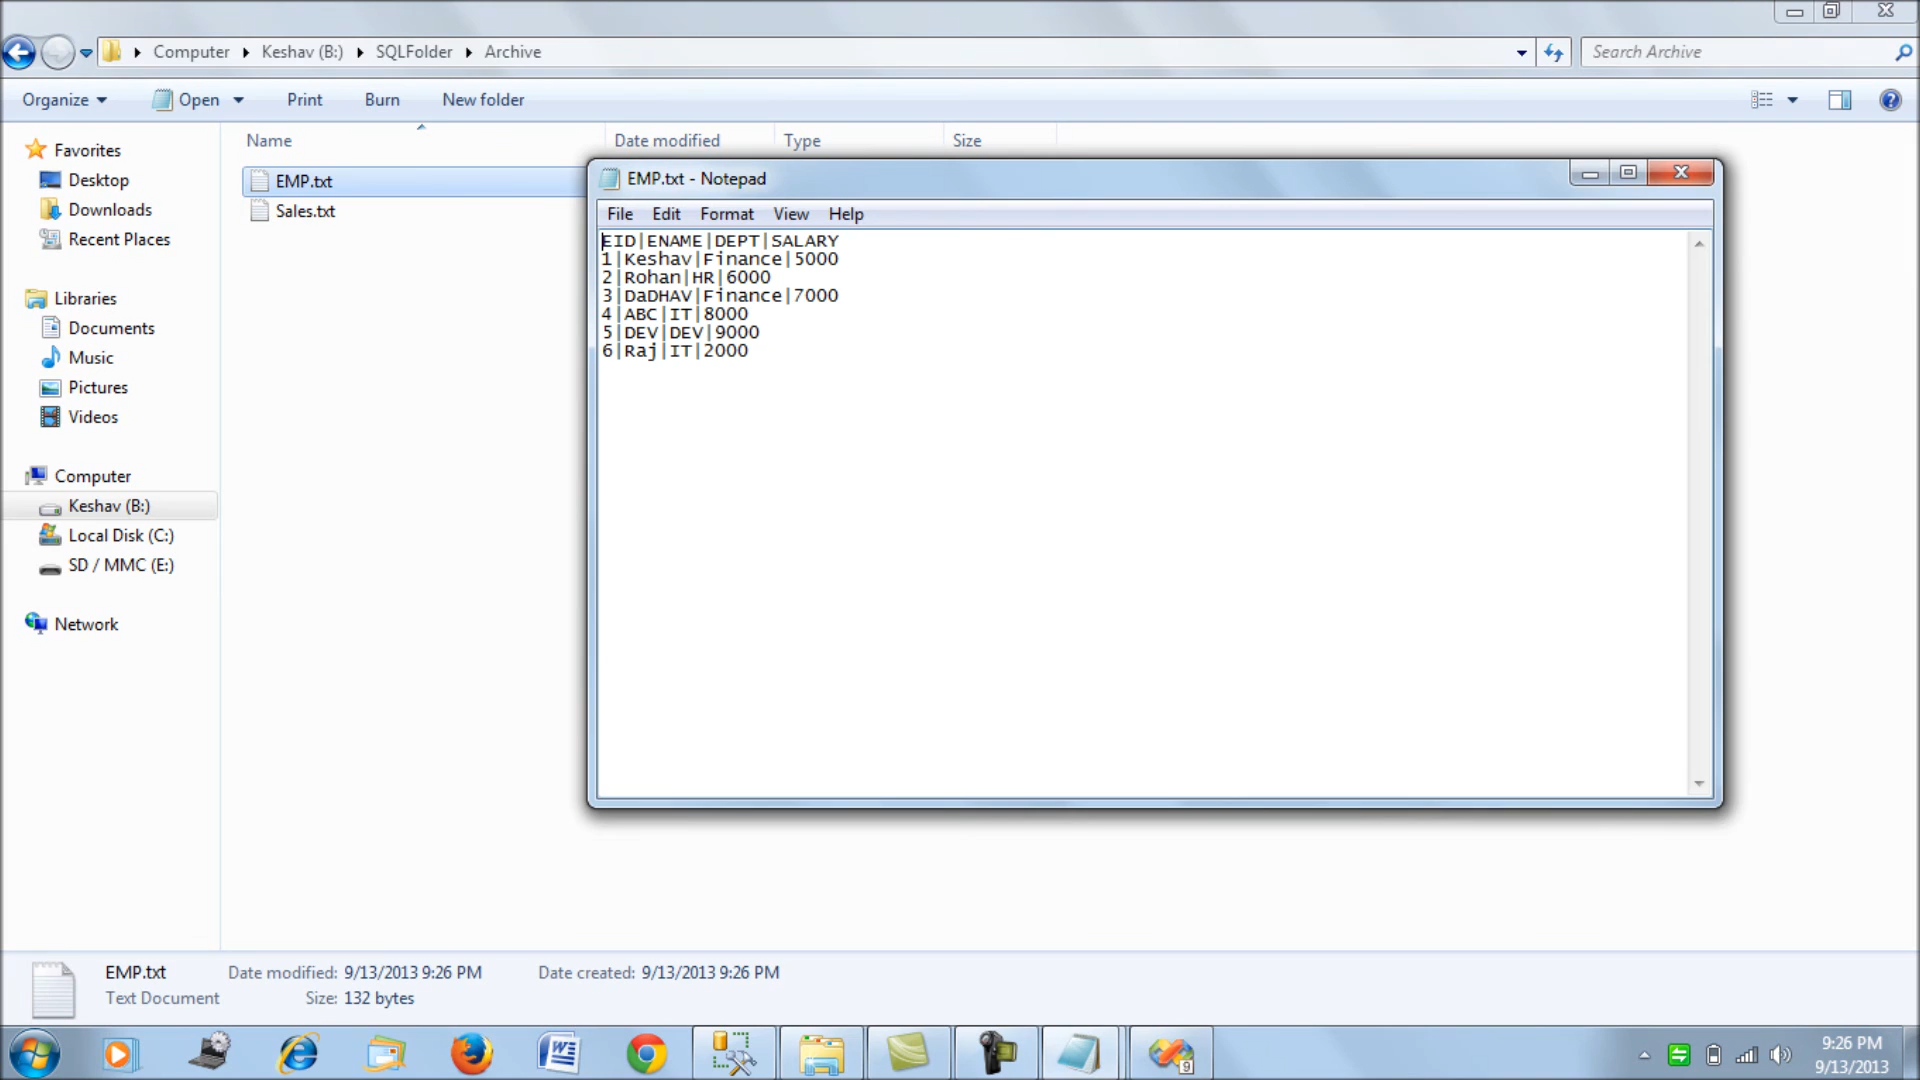 Computer Keshav (B:) SQLFolder Archive
Search Archive
Organize Open Print Burn New folder
Name Date modified Type Size
Favorites
Desktop
Downloads
Recent Places
Libraries
Documents
Music
Pictures
Videos
Computer
Keshav (B:)
Local Disk (C:)
SD / MMC (E:)
Network
EMP.txt
Sales.txt
EMP.txt - Notepad
File Edit Format View Help
EID|ENAME|DEPT|SALARY
1|Keshav|Finance|5000
2|Rohan|HR|6000
3|DaDHAV|Finance|7000
4|ABC|IT|8000
5|DEV|DEV|9000
6|Raj|IT|2000
EMP.txt Date modified: 9/13/2013 9:26 PM Date created: 9/13/2013 9:26 PM
Text Document Size: 132 bytes
W
9
9:26 PM
9/13/2013